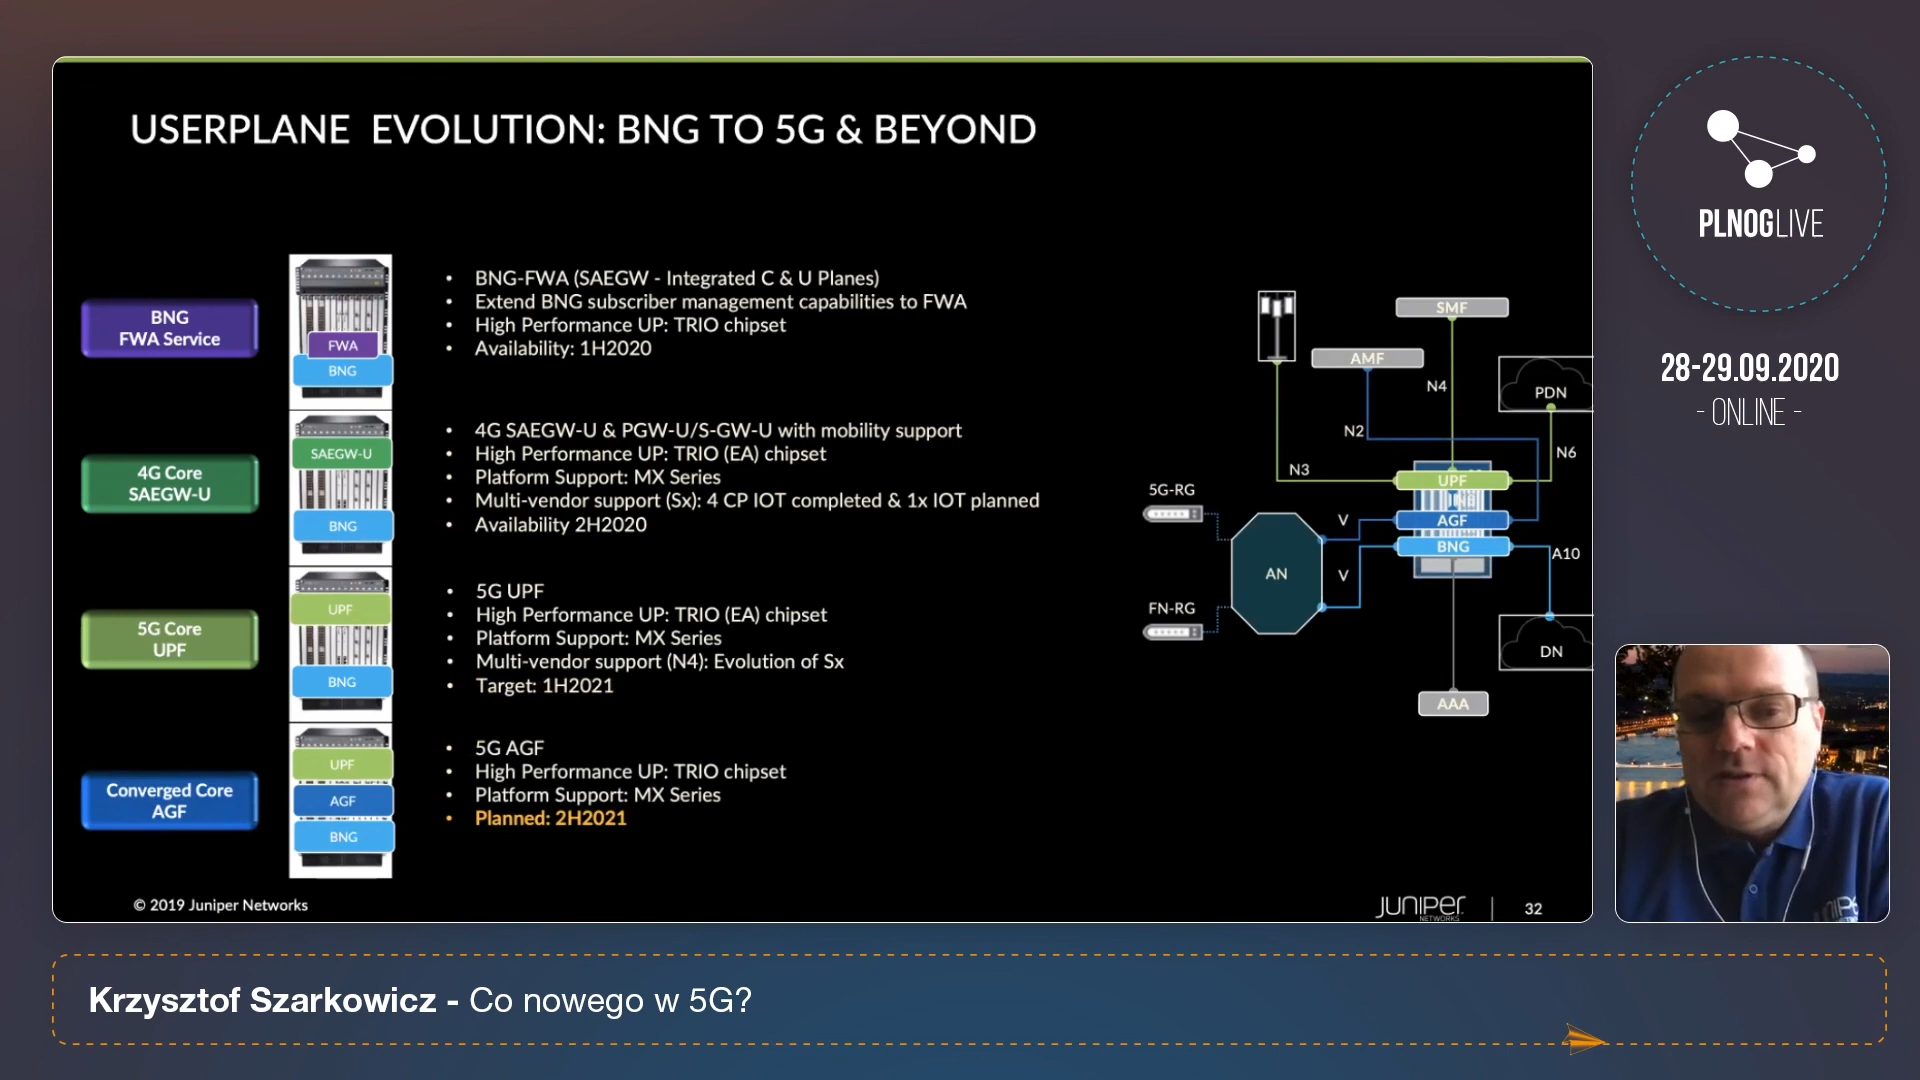 USERPLANE EVOLUTION: BNG TO 5G & BEYOND
BNG
FWA Service
FWA
BNG
• BNG-FWA (SAEGW - Integrated C & U Planes)
• Extend BNG subscriber management capabilities to FWA
• High Performance UP: TRIO chipset
• Availability: 1H2020
4G Core
SAEGW-U
SAEGW-U
BNG
• 4G SAEGW-U & PGW-U/S-GW-U with mobility support
• High Performance UP: TRIO (EA) chipset
• Platform Support: MX Series
• Multi-vendor support (Sx): 4 CP IOT completed & 1x IOT planned
• Availability 2H2020
5G Core
UPF
UPF
BNG
• 5G UPF
• High Performance UP: TRIO (EA) chipset
• Platform Support: MX Series
• Multi-vendor support (N4): Evolution of Sx
• Target: 1H2021
Converged Core
AGF
UPF
AGF
BNG
• 5G AGF
• High Performance UP: TRIO chipset
• Platform Support: MX Series
• Planned: 2H2021
SMF
AMF
N4
PDN
N2
N6
N3
UPF
5G-RG
V
AGF
BNG
A10
AN
V
FN-RG
DN
AAA
© 2019 Juniper Networks
JUNIPER
NETWORKS
32
PLNOGLIVE
28-29.09.2020
- ONLINE -
Krzysztof Szarkowicz - Co nowego w 5G?